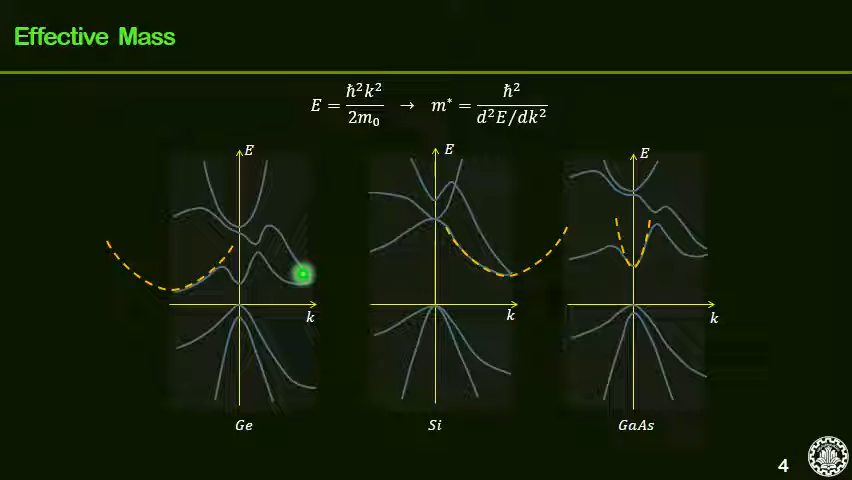 Effective Mass
E = ħ²k²/2m₀ → m* = ħ²/d²E/dk²
E E E
k k k
Ge Si GaAs
4